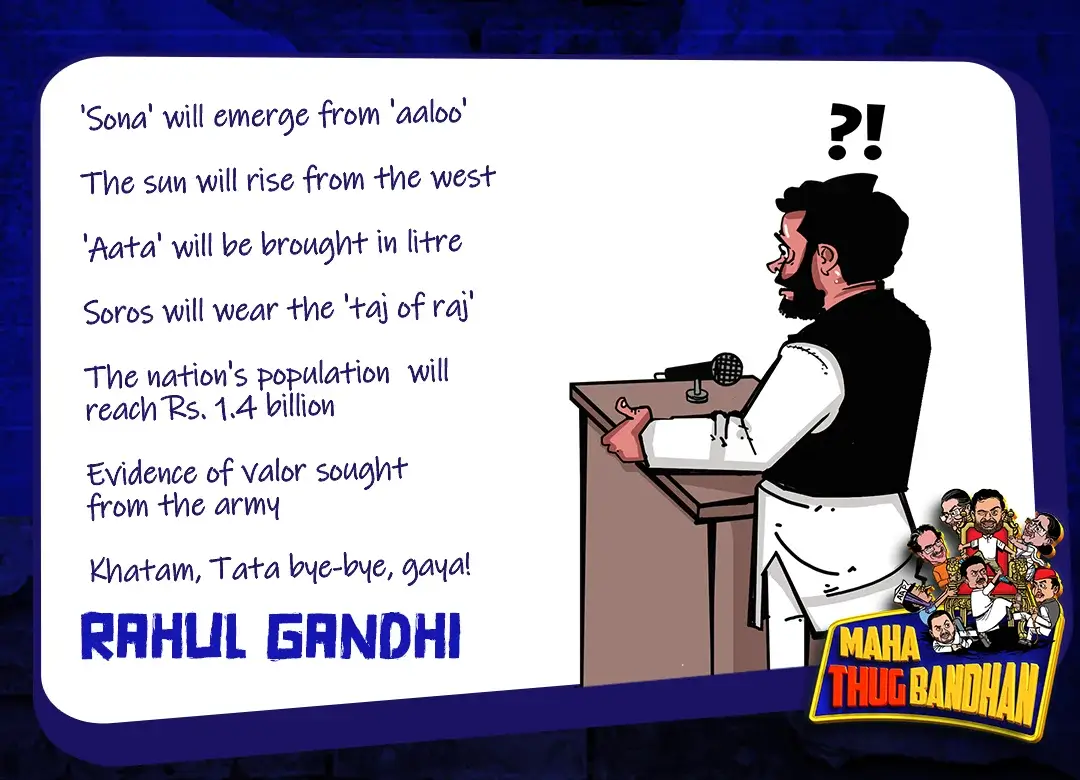 'Sona' will emerge from 'aaloo'
The sun will rise from the west
'Aata' will be brought in litre
Soros will wear the 'taj of raj'
The nation's population will
reach Rs. 1.4 billion
Evidence of valor sought
from the army
Khatam, Tata bye-bye, gaya!
RAHUL GANDHI
?!
AAP
MAHA
THUG BANDHAN